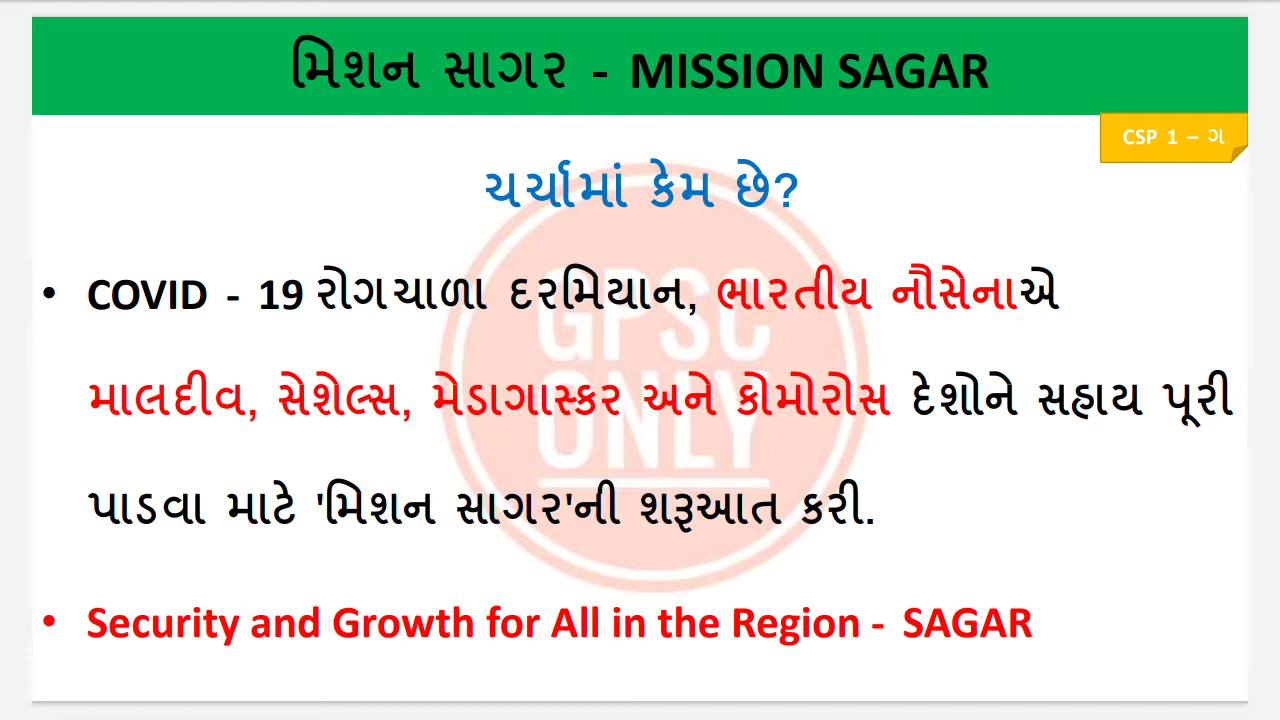 મિશન સાગર - MISSION SAGAR
CSP 1 – ગ
ચર્ચામાં કેમ છે?
• COVID - 19 રોગચાળા દરમિયાન, ભારતીય નૌસેનાએ
માલદીવ, સેશેલ્સ, મેડાગાસ્કર અને કોમોરોસ દેશોને સહાય પૂરી
પાડવા માટે 'મિશન સાગર'ની શરૂઆત કરી.
• Security and Growth for All in the Region - SAGAR
GPSC
ONLY